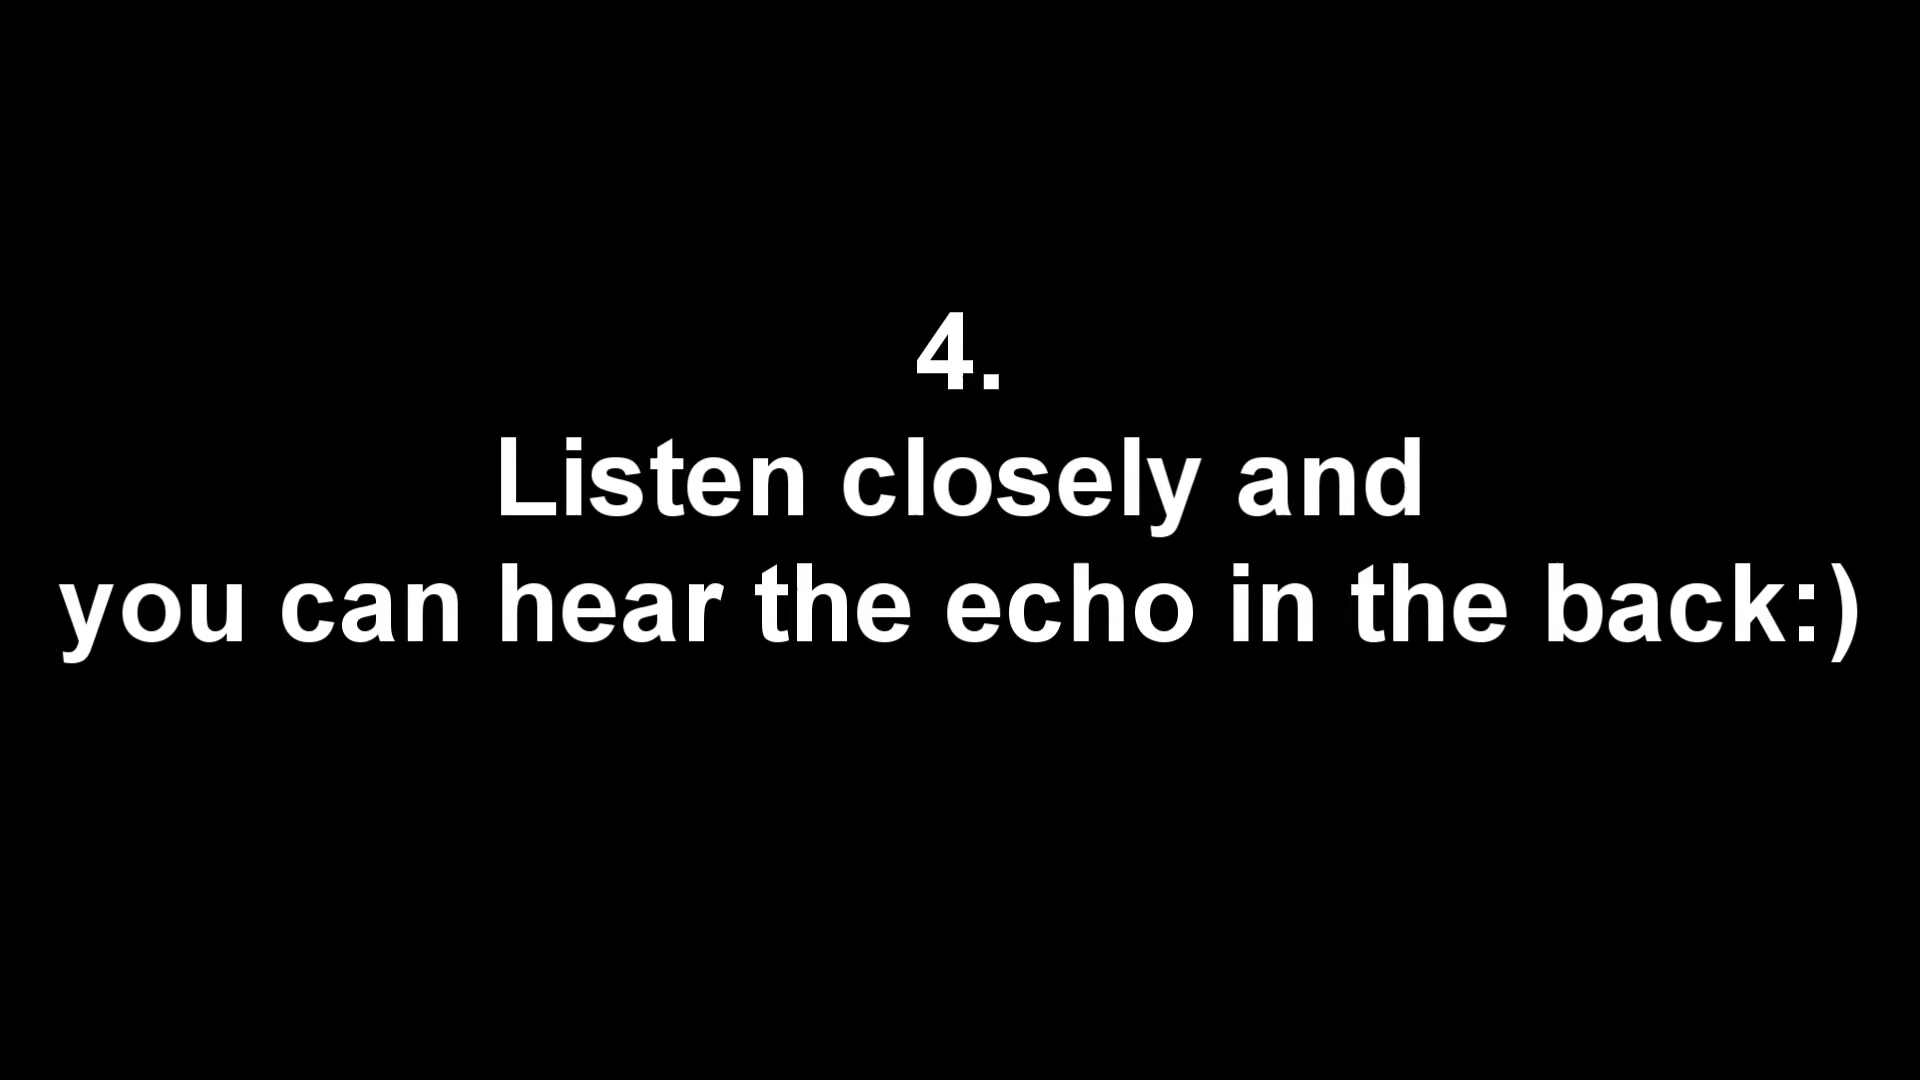 4.
Listen closely and
you can hear the echo in the back:)